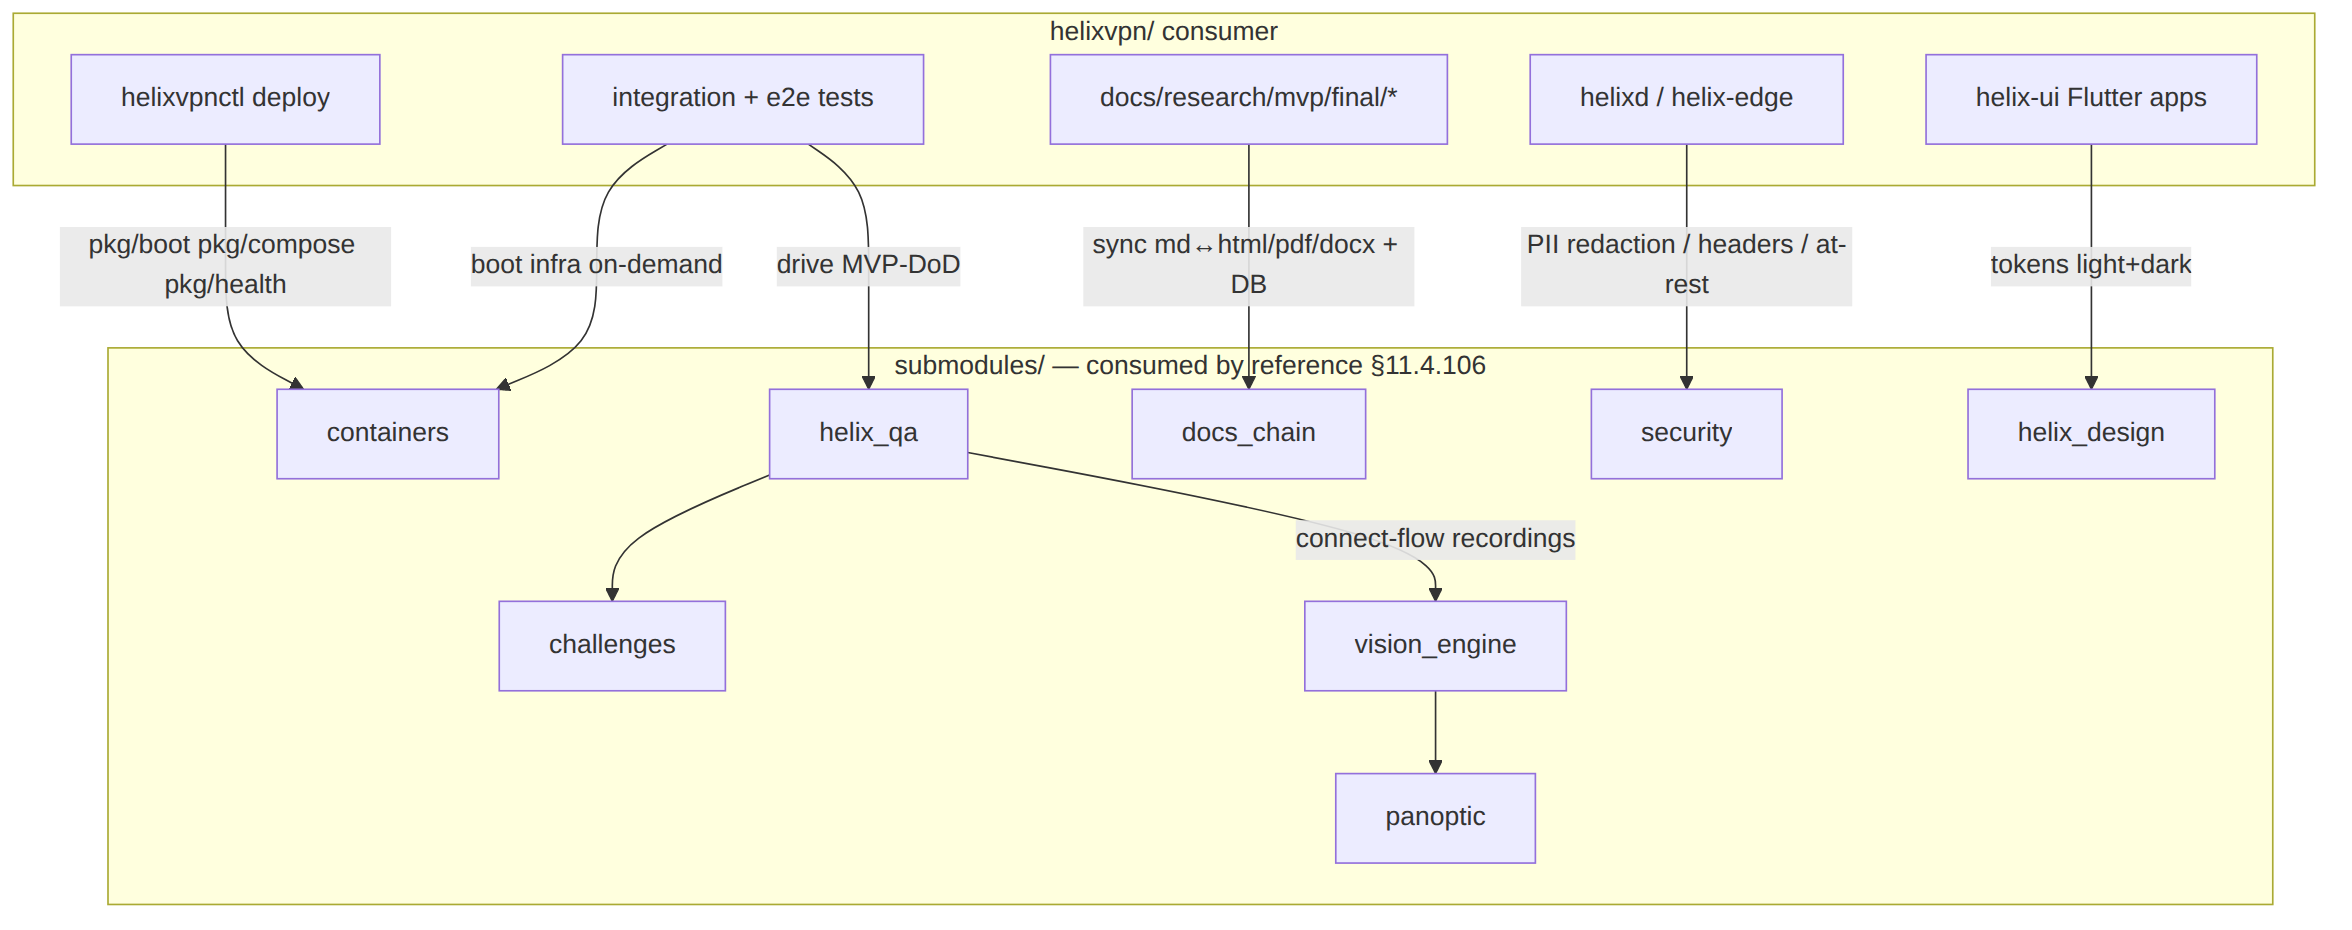 helixvpn/ consumer
helixvpnctl deploy
integration + e2e tests
docs/research/mvp/final/*
helixd / helix-edge
helix-ui Flutter apps
pkg/boot pkg/compose
pkg/health
boot infra on-demand
drive MVP-DoD
sync md↔html/pdf/docx +
DB
PII redaction / headers / at-
rest
tokens light+dark
submodules/ — consumed by reference §11.4.106
containers
helix_qa
docs_chain
security
helix_design
connect-flow recordings
challenges
vision_engine
panoptic